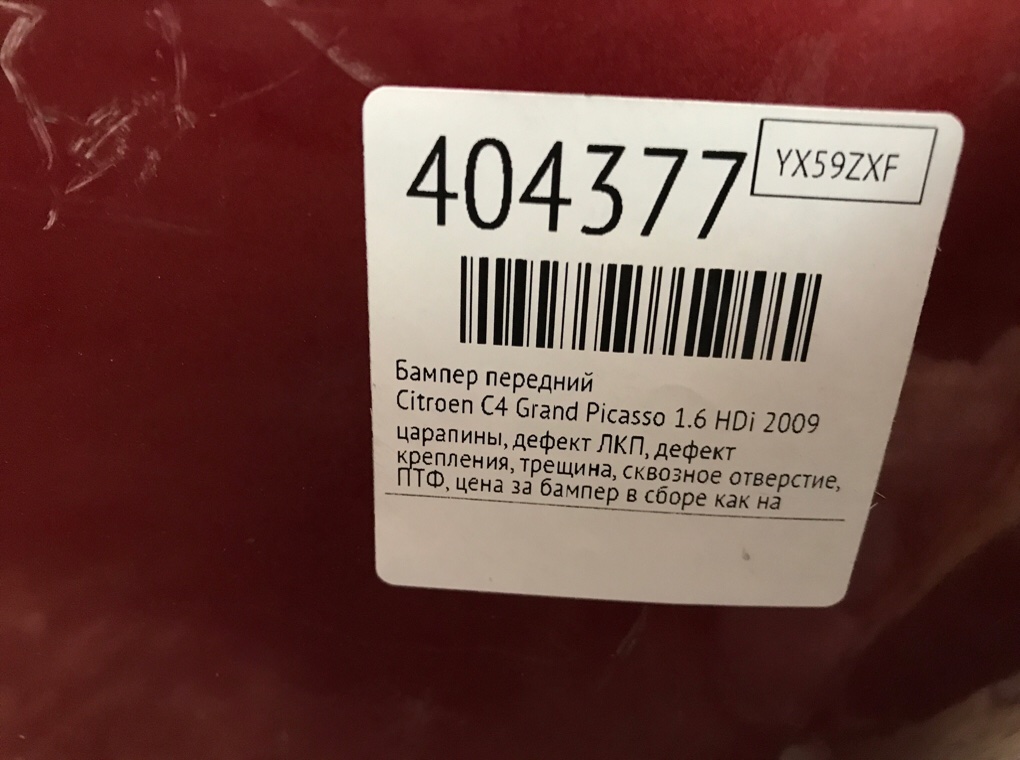 404377
YX59ZXF
Бампер передний
Citroen C4 Grand Picasso 1.6 HDi 2009
царапины, дефект ЛКП, дефект
крепления, трещина, сквозное отверстие,
ПТФ, цена за бампер в сборе как на